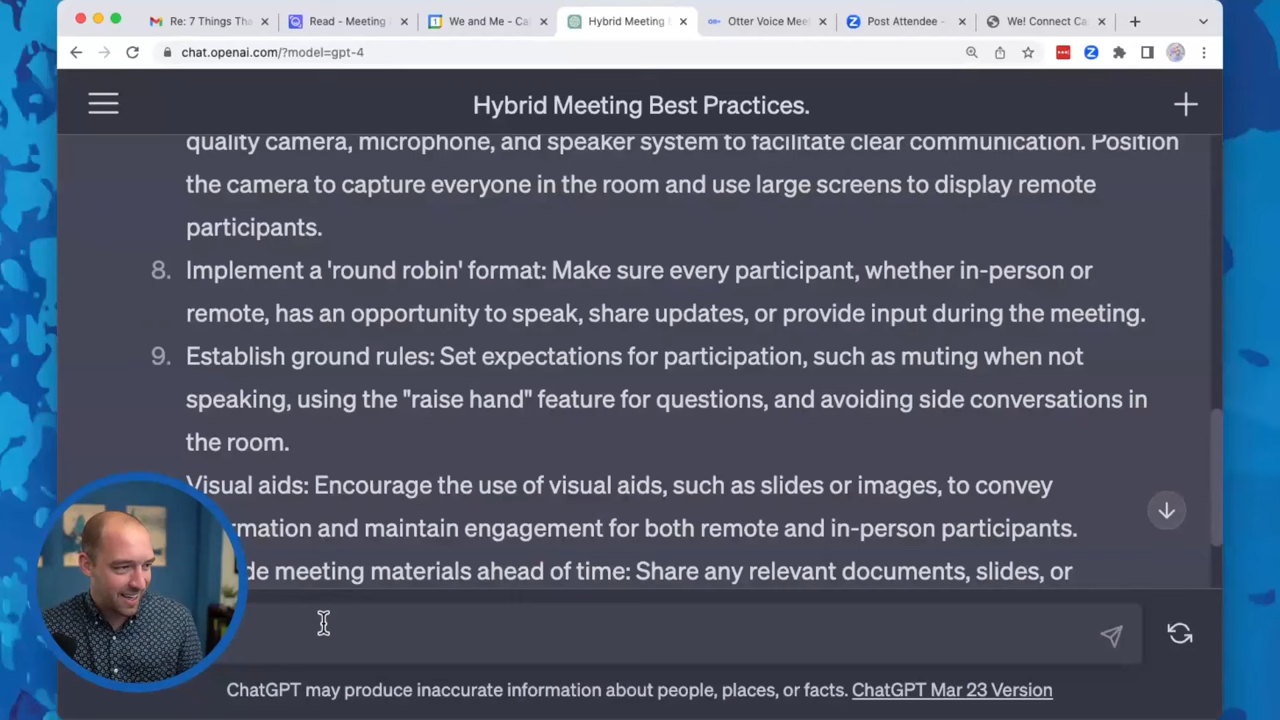 Re: 7 Things Tha
Read - Meeting
We and Me - Ca
Hybrid Meeting
Otter Voice Mee
Post Attendee -
We! Connect Ca
chat.openai.com/?model=gpt-4
Hybrid Meeting Best Practices.
quality camera, microphone, and speaker system to facilitate clear communication. Position
the camera to capture everyone in the room and use large screens to display remote
participants.
8. Implement a 'round robin' format: Make sure every participant, whether in-person or
remote, has an opportunity to speak, share updates, or provide input during the meeting.
9. Establish ground rules: Set expectations for participation, such as muting when not
speaking, using the "raise hand" feature for questions, and avoiding side conversations in
the room.
Visual aids: Encourage the use of visual aids, such as slides or images, to convey
rmation and maintain engagement for both remote and in-person participants.
de meeting materials ahead of time: Share any relevant documents, slides, or
ChatGPT may produce inaccurate information about people, places, or facts. ChatGPT Mar 23 Version